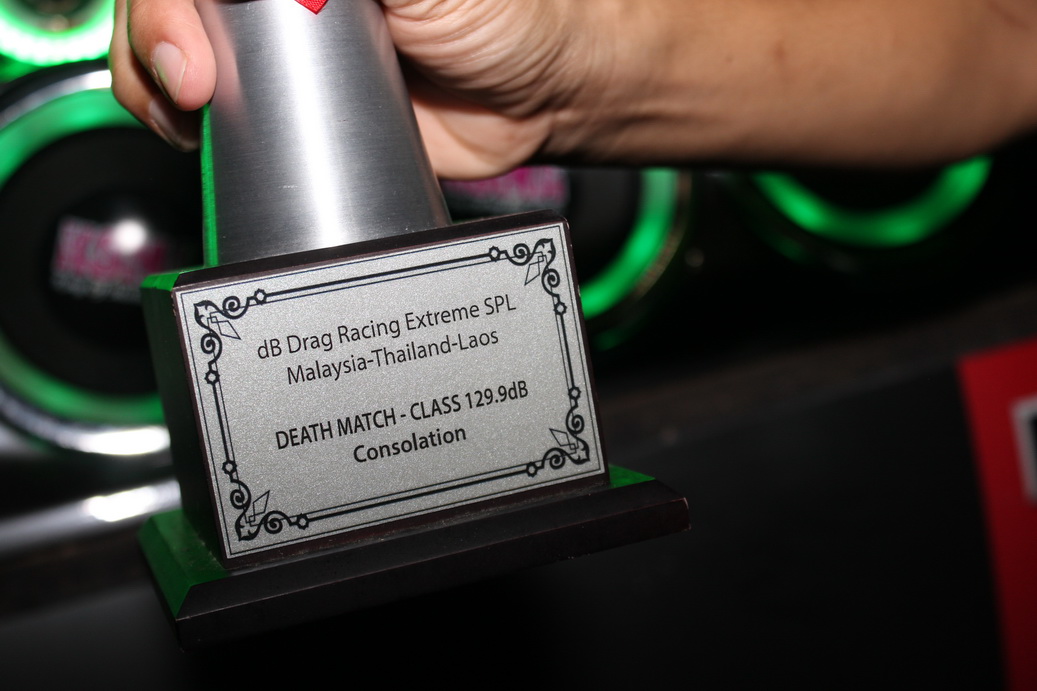 dB Drag Racing Extreme SPL
Malaysia-Thailand-Laos
DEATH MATCH - CLASS 129.9dB
Consolation